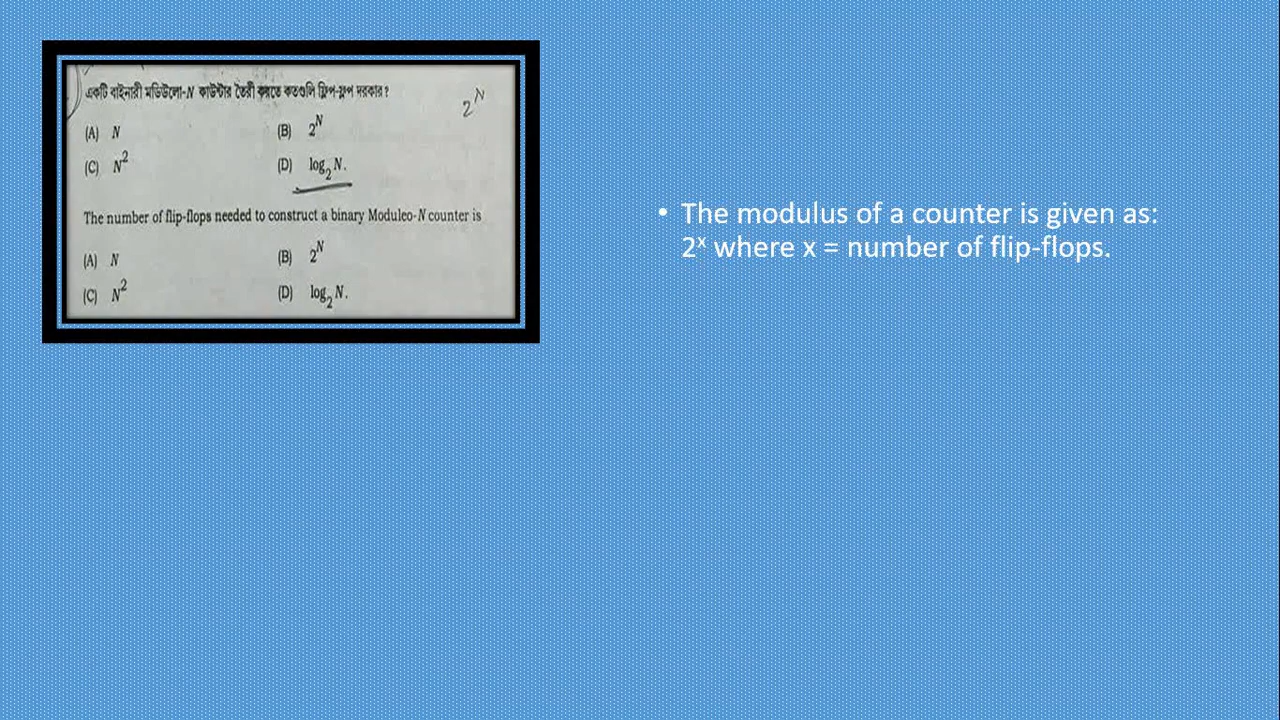 একটি বাইনারী মডিউলো-N কাউন্টার তৈরী করতে কতগুলি ফ্লিপ-ফ্লপ দরকার?
2^N
(A) N (B) 2^N
(C) N^2 (D) log_2 N.
The number of flip-flops needed to construct a binary Moduleo-N counter is
(A) N (B) 2^N
(C) N^2 (D) log_2 N.
• The modulus of a counter is given as:
2^x where x = number of flip-flops.